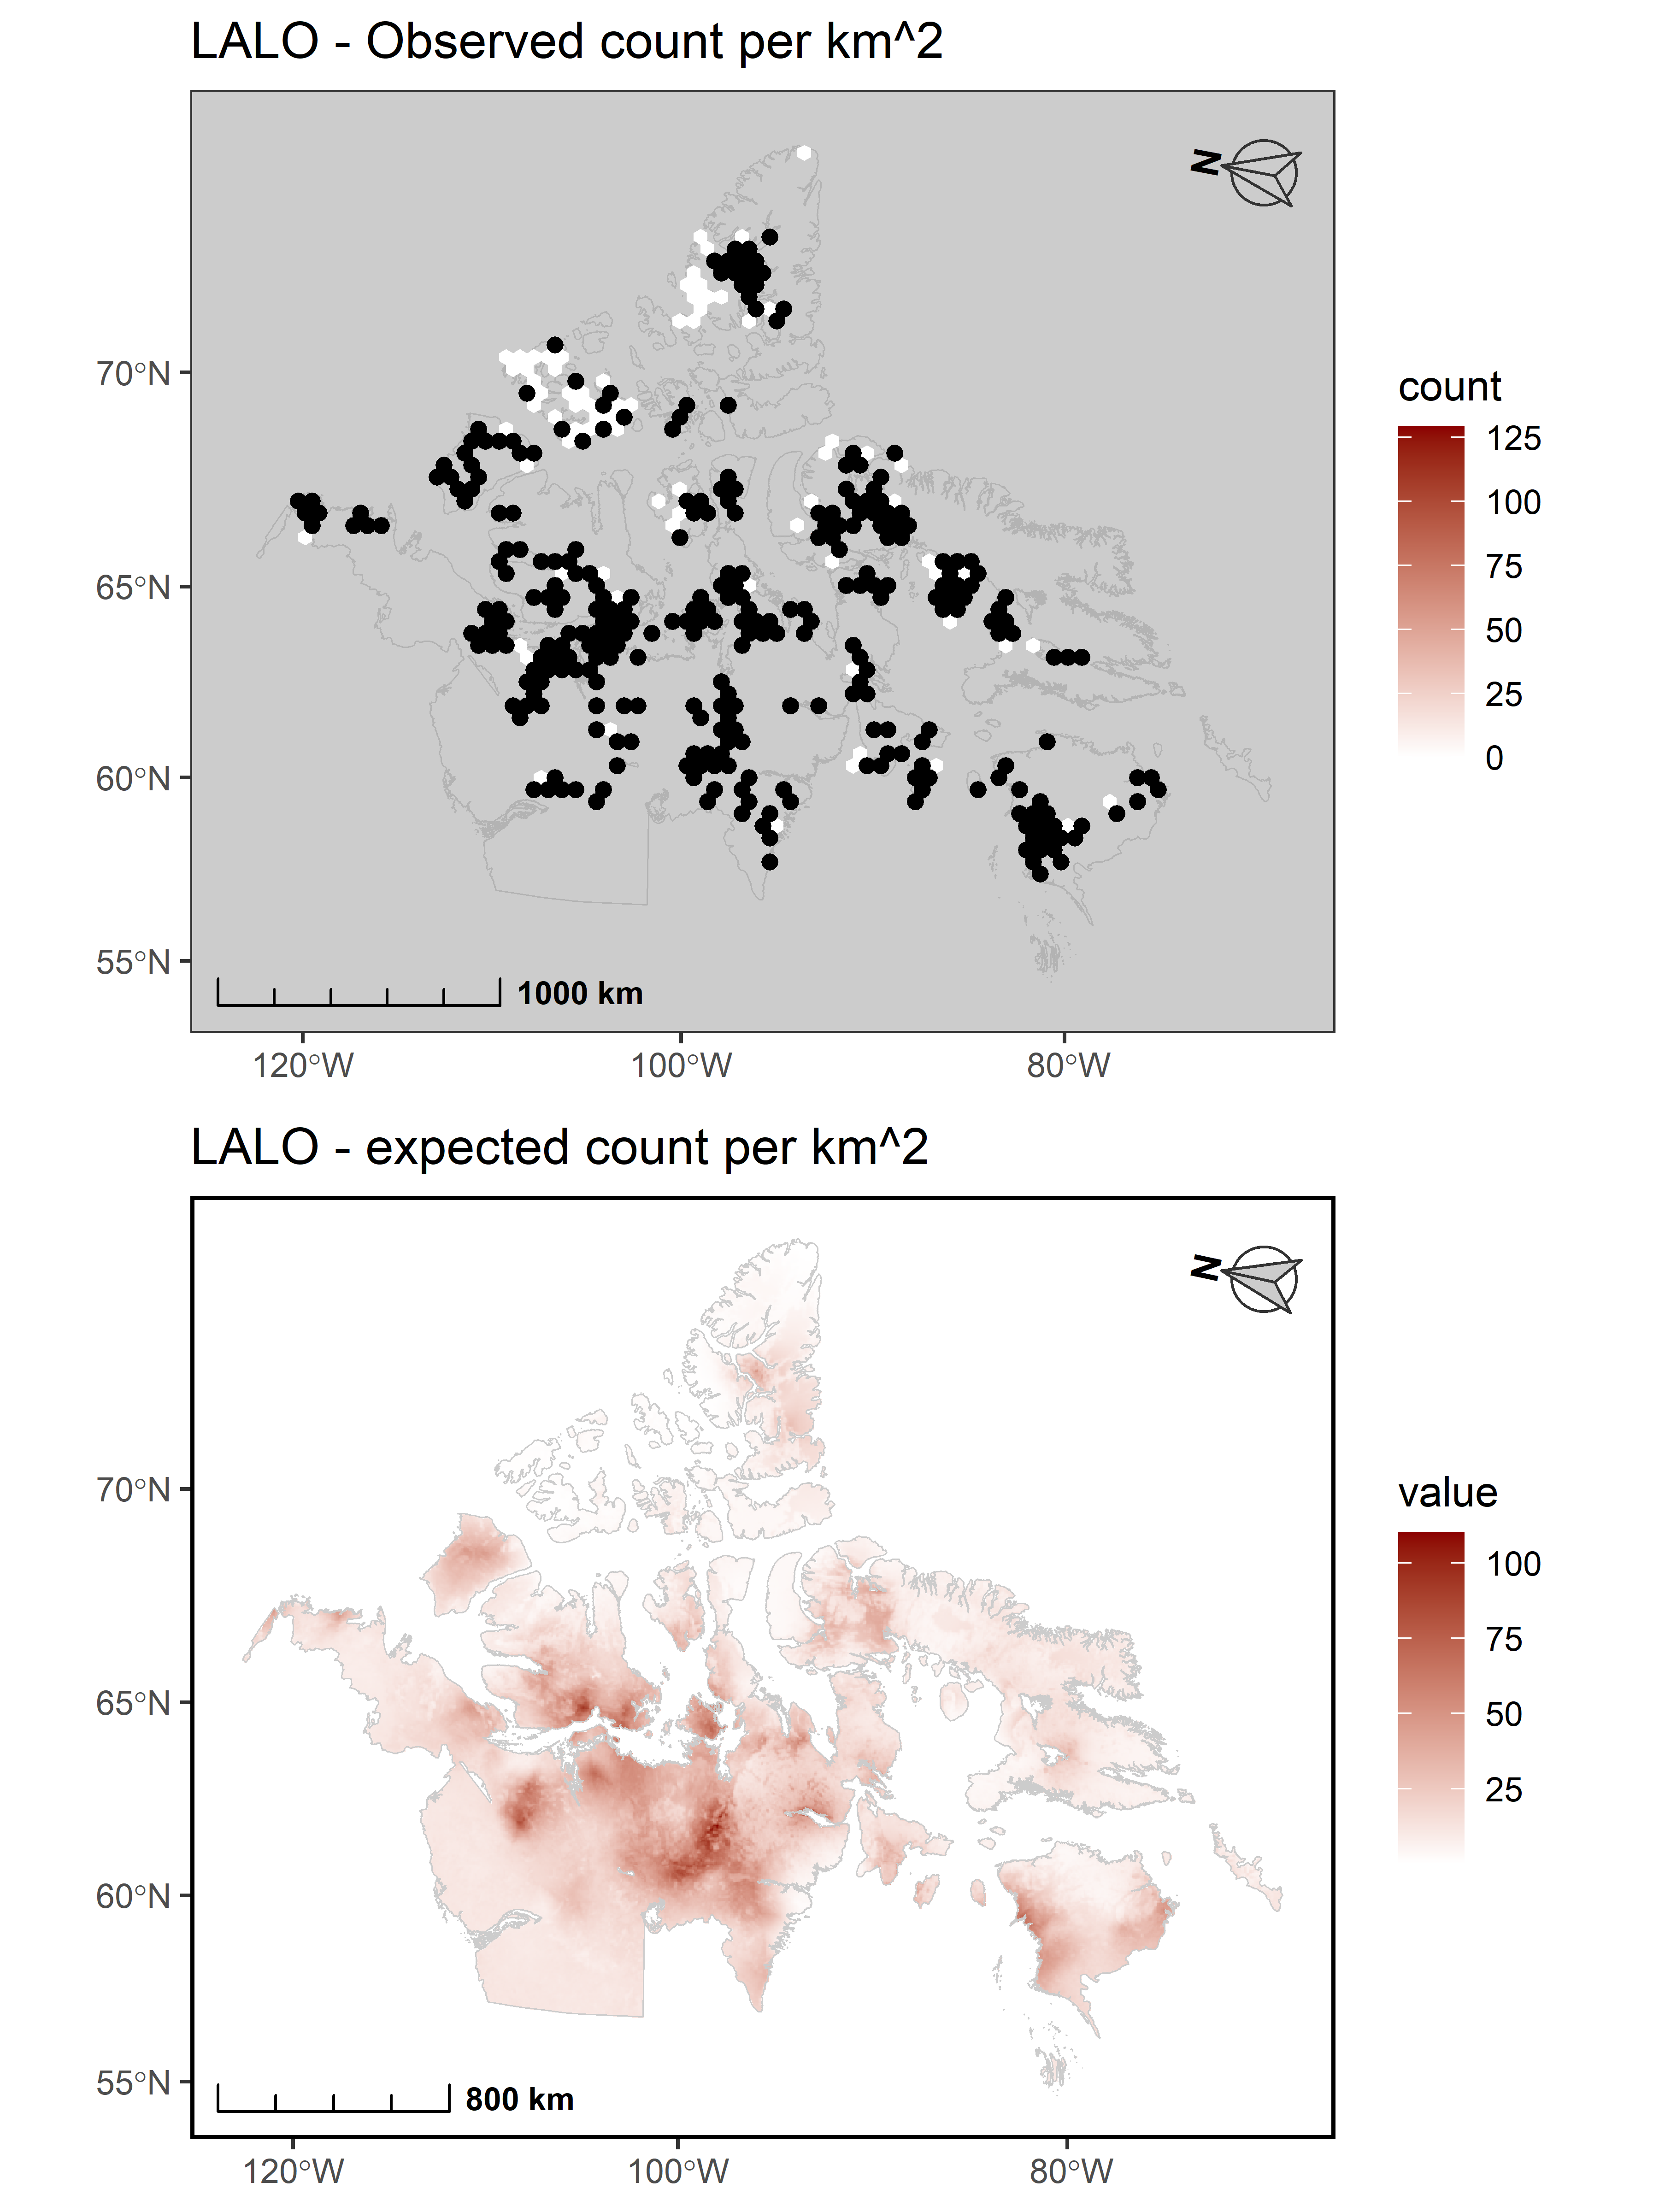 LALO - Observed count per km^2
N
70°N
65°N
60°N
55°N
1000 km
120°W 100°W 80°W
count
125
100
75
50
25
0
LALO - expected count per km^2
N
70°N
65°N
60°N
55°N
800 km
120°W 100°W 80°W
value
100
75
50
25